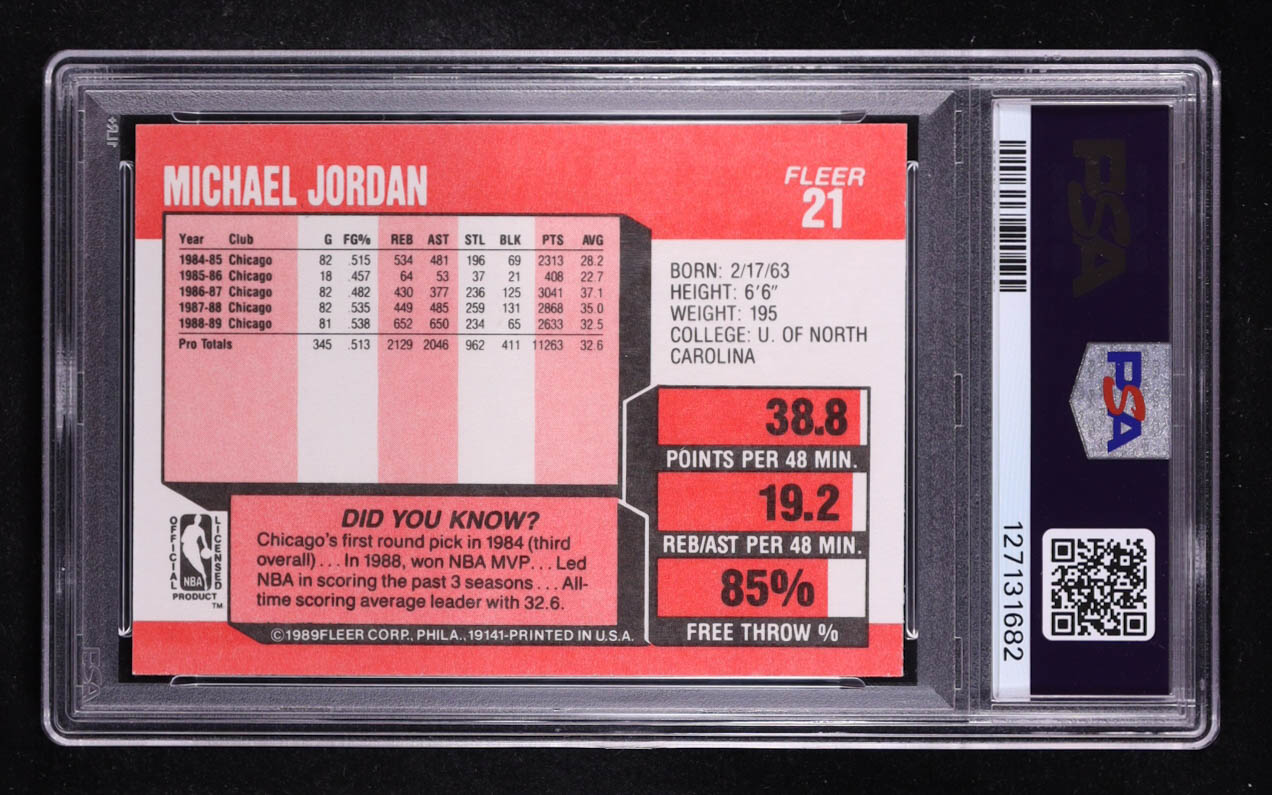 MICHAEL JORDAN
FLEER
21
Year Club G FG% REB AST STL BLK PTS AVG
1984-85 Chicago 82 .515 534 481 196 69 2313 28.2
1985-86 Chicago 18 .457 64 53 37 21 408 22.7
1986-87 Chicago 82 .482 430 377 236 125 3041 37.1
1987-88 Chicago 82 .535 449 485 259 131 2868 35.0
1988-89 Chicago 81 .538 652 650 234 65 2633 32.5
Pro Totals 345 .513 2129 2046 962 411 11263 32.6
BORN: 2/17/63
HEIGHT: 6'6"
WEIGHT: 195
COLLEGE: U. OF NORTH
CAROLINA
38.8
POINTS PER 48 MIN.
19.2
REB/AST PER 48 MIN.
85%
FREE THROW %
DID YOU KNOW?
Chicago's first round pick in 1984 (third
overall) . . . In 1988, won NBA MVP. . . Led
NBA in scoring the past 3 seasons . . . All-
time scoring average leader with 32.6.
OFFICIAL
LICENSED
NBA
PRODUCT
TM
©1989FLEER CORP., PHILA., 19141-PRINTED IN U.S.A.
PSA
PSA
127131682
PSA